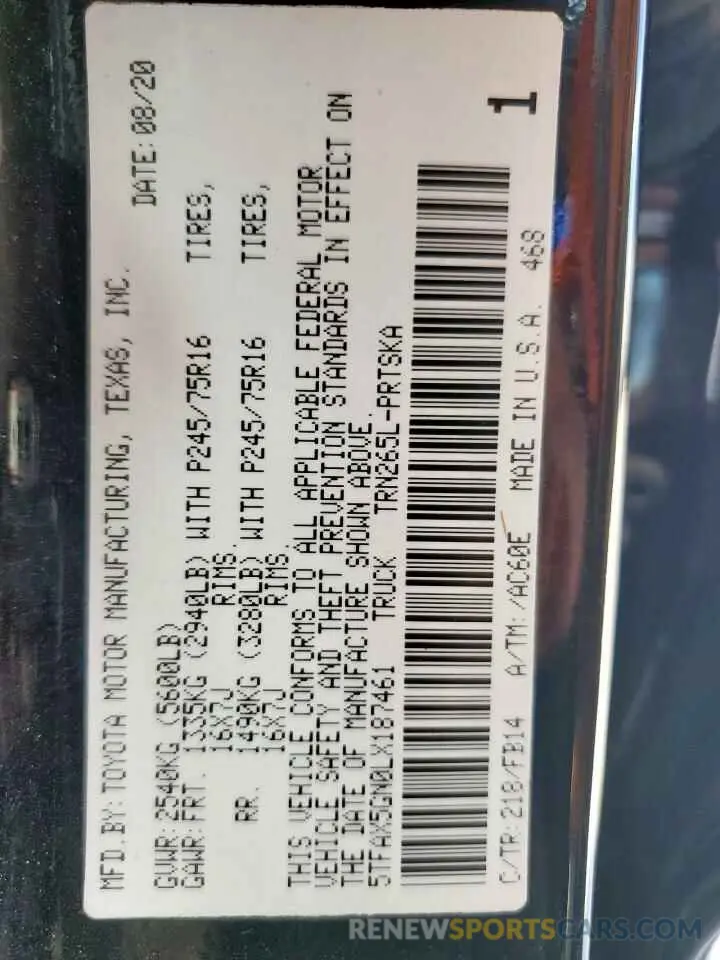 MFD.BY: TOYOTA MOTOR MANUFACTURING, TEXAS, INC.
DATE: 08/20
GVWR: 2540KG (5600LB)
GAWR: FRT. 1335KG (2940LB) WITH P245/75R16 TIRES,
16X7J RIMS.
RR. 1490KG (3280LB) WITH P245/75R16 TIRES,
16X7J RIMS.
THIS VEHICLE CONFORMS TO ALL APPLICABLE FEDERAL MOTOR
VEHICLE SAFETY AND THEFT PREVENTION STANDARDS IN EFFECT ON
THE DATE OF MANUFACTURE SHOWN ABOVE.
5TFAX5GN0LX187461 TRUCK TRN265L-PRTSKA
1
C/TR: 218/FB14 A/TM: /AC60E MADE IN U.S.A. 468
RENEWSPORTSCARS.COM